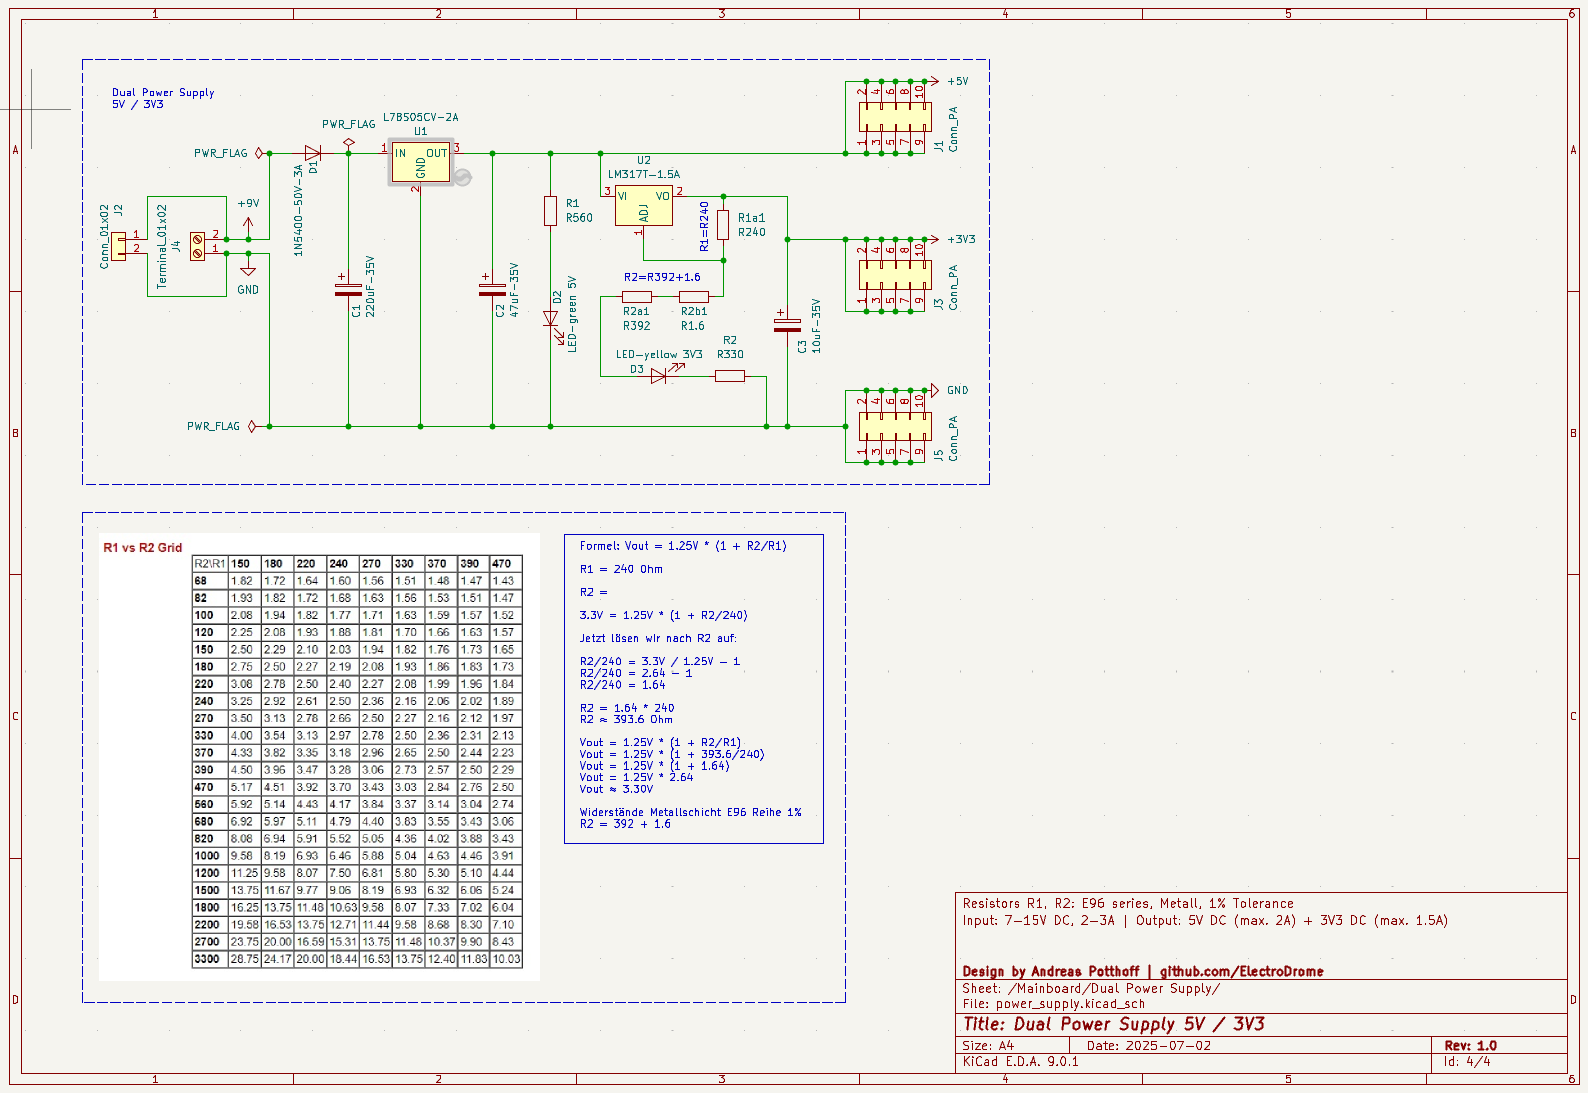 1 2 3 4 5 6
A A
B B
C C
D D
1 2 3 4 5 6
Dual Power Supply
5V / 3V3
PWR_FLAG
PWR_FLAG
L78S05CV-2A
U1
1 IN OUT 3
GND
2
D1
1N5400-50V-3A
+9V
J2
Conn_01x02
1
2
Terminal_01x02
J4
2
1
GND
C1
220uF-35V
C2
47uF-35V
R1
R560
D2
LED-green 5V
U2
LM317T-1.5A
3 VI VO 2
ADJ
1
R1=R240
R1a1
R240
R2=R392+1.6
R2a1
R392
R2b1
R1.6
LED-yellow 3V3
D3
R2
R330
C3
10uF-35V
+5V
2 4 6 8 10
1 3 5 7 9
J1
Conn_PA
+3V3
2 4 6 8 10
1 3 5 7 9
J3
Conn_PA
GND
2 4 6 8 10
1 3 5 7 9
J5
Conn_PA
PWR_FLAG
R1 vs R2 Grid
R2\R1 150 180 220 240 270 330 370 390 470
68 1.82 1.72 1.64 1.60 1.56 1.51 1.48 1.47 1.43
82 1.93 1.82 1.72 1.68 1.63 1.56 1.53 1.51 1.47
100 2.08 1.94 1.82 1.77 1.71 1.63 1.59 1.57 1.52
120 2.25 2.08 1.93 1.88 1.81 1.70 1.66 1.63 1.57
150 2.50 2.29 2.10 2.03 1.94 1.82 1.76 1.73 1.65
180 2.75 2.50 2.27 2.19 2.08 1.93 1.86 1.83 1.73
220 3.08 2.78 2.50 2.40 2.27 2.08 1.99 1.96 1.84
240 3.25 2.92 2.61 2.50 2.36 2.16 2.06 2.02 1.89
270 3.50 3.13 2.78 2.66 2.50 2.27 2.16 2.12 1.97
330 4.00 3.54 3.13 2.97 2.78 2.50 2.36 2.31 2.13
370 4.33 3.82 3.35 3.18 2.96 2.65 2.50 2.44 2.23
390 4.50 3.96 3.47 3.28 3.06 2.73 2.57 2.50 2.29
470 5.17 4.51 3.92 3.70 3.43 3.03 2.84 2.76 2.50
560 5.92 5.14 4.43 4.17 3.84 3.37 3.14 3.04 2.74
680 6.92 5.97 5.11 4.79 4.40 3.83 3.55 3.43 3.06
820 8.08 6.94 5.91 5.52 5.05 4.36 4.02 3.88 3.43
1000 9.58 8.19 6.93 6.46 5.88 5.04 4.63 4.46 3.91
1200 11.25 9.58 8.07 7.50 6.81 5.80 5.30 5.10 4.44
1500 13.75 11.67 9.77 9.06 8.19 6.93 6.32 6.06 5.24
1800 16.25 13.75 11.48 10.63 9.58 8.07 7.33 7.02 6.04
2200 19.58 16.53 13.75 12.71 11.44 9.58 8.68 8.30 7.10
2700 23.75 20.00 16.59 15.31 13.75 11.48 10.37 9.90 8.43
3300 28.75 24.17 20.00 18.44 16.53 13.75 12.40 11.83 10.03
Formel: Vout = 1.25V * (1 + R2/R1)
R1 = 240 Ohm
R2 =
3.3V = 1.25V * (1 + R2/240)
Jetzt lösen wir nach R2 auf:
R2/240 = 3.3V / 1.25V - 1
R2/240 = 2.64 - 1
R2/240 = 1.64
R2 = 1.64 * 240
R2 ≈ 393.6 Ohm
Vout = 1.25V * (1 + R2/R1)
Vout = 1.25V * (1 + 393.6/240)
Vout = 1.25V * (1 + 1.64)
Vout = 1.25V * 2.64
Vout ≈ 3.30V
Widerstände Metallschicht E96 Reihe 1%
R2 = 392 + 1.6
Resistors R1, R2: E96 series, Metall, 1% Tolerance
Input: 7-15V DC, 2-3A | Output: 5V DC (max. 2A) + 3V3 DC (max. 1.5A)
Design by Andreas Potthoff | github.com/ElectroDrome
Sheet: /Mainboard/Dual Power Supply/
File: power_supply.kicad_sch
Title: Dual Power Supply 5V / 3V3
Size: A4 Date: 2025-07-02 Rev: 1.0
KiCad E.D.A. 9.0.1 Id: 4/4